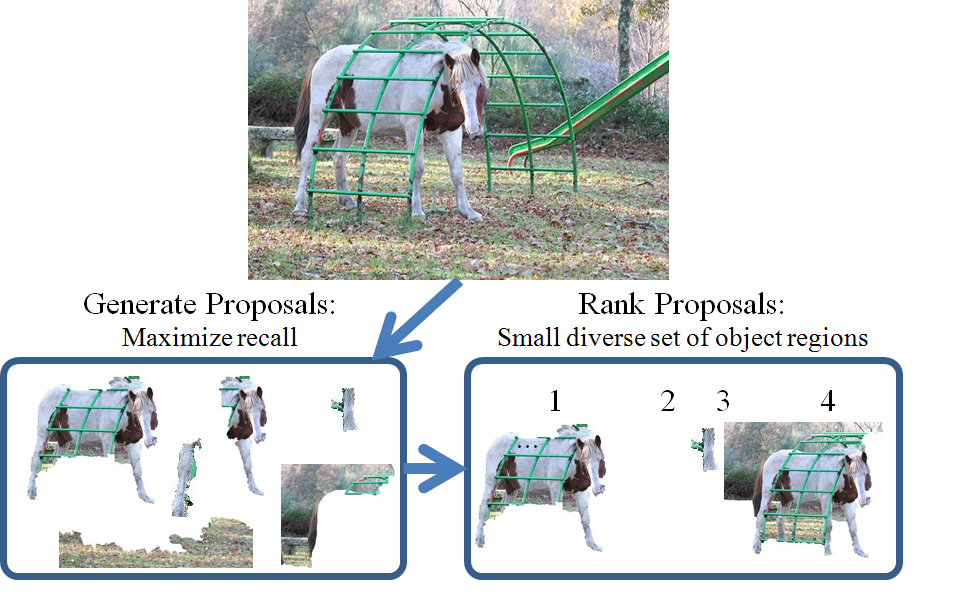 Generate Proposals:
Maximize recall
Rank Proposals:
Small diverse set of object regions
1 2 3 4
...